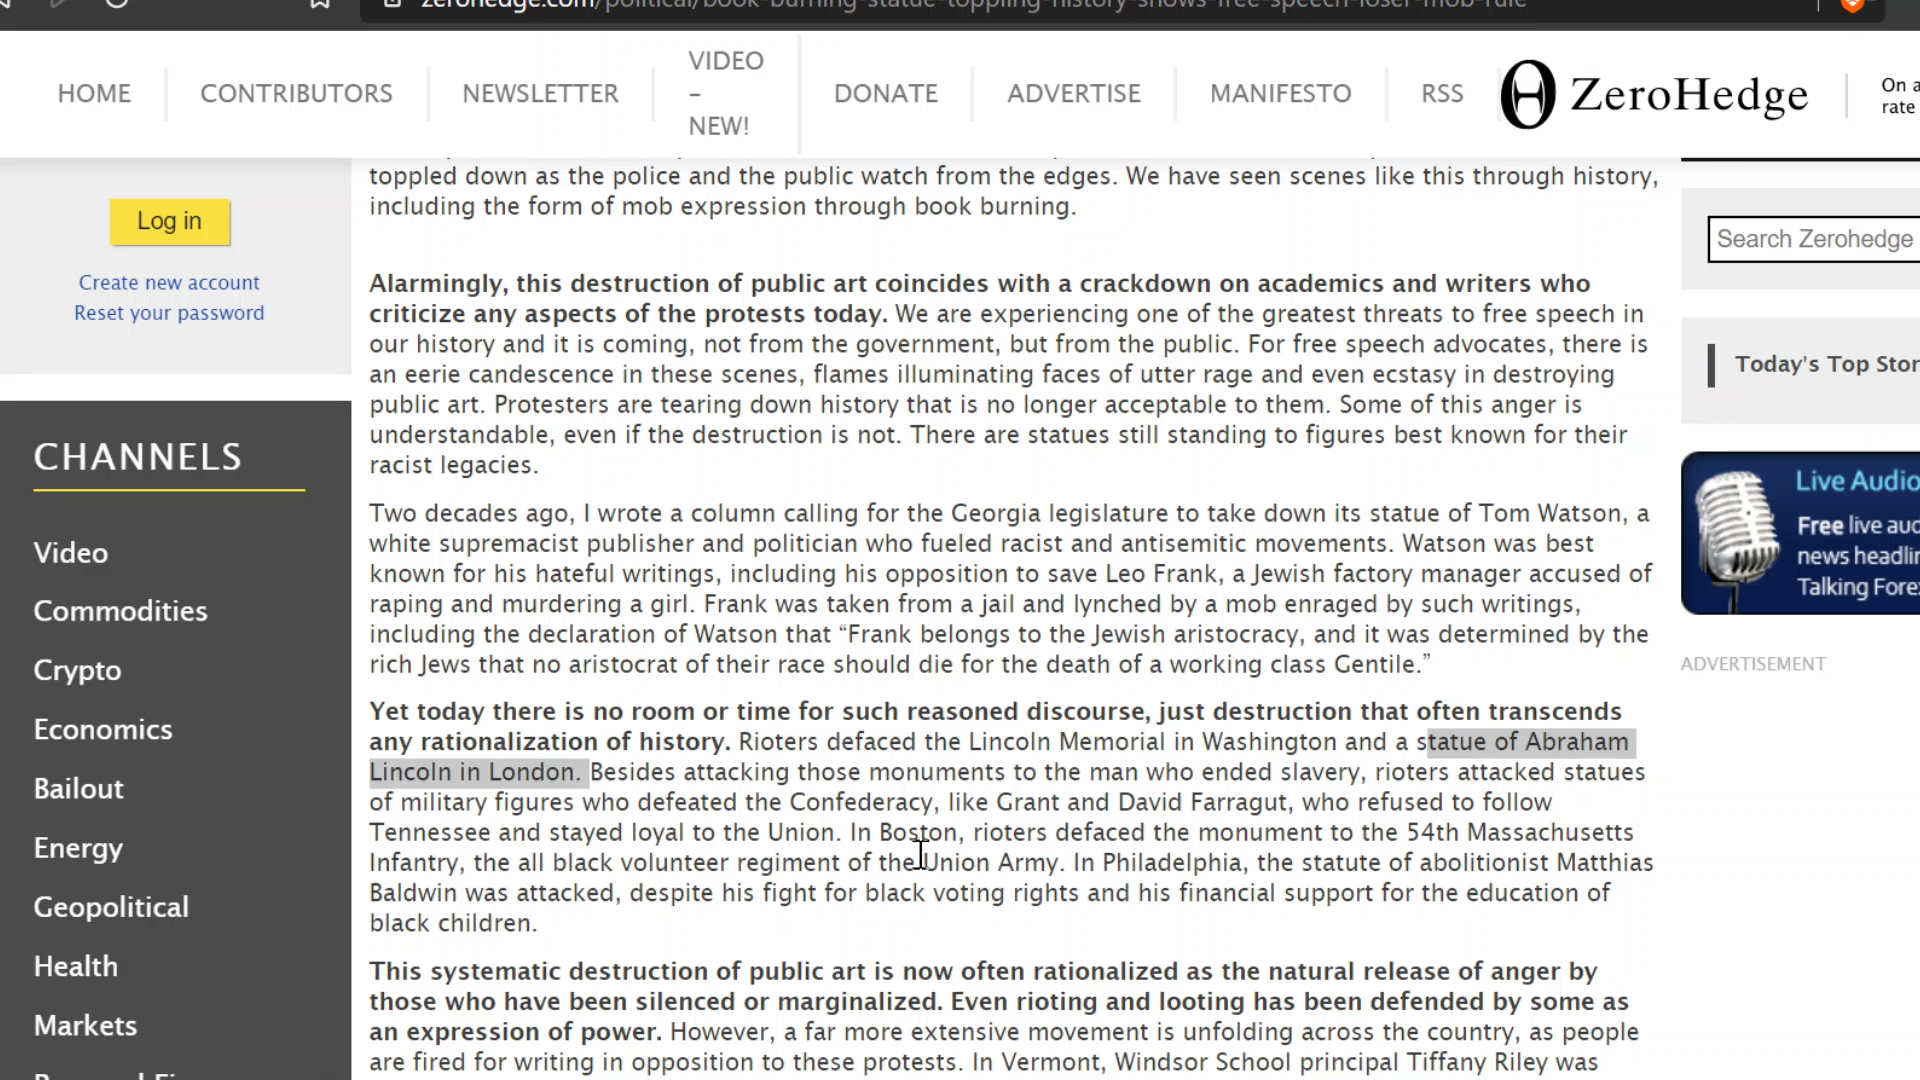 zerohedge.com/political/book-burning-statue-toppling-history-shows-free-speech-loser-mob-rule
HOME
CONTRIBUTORS
NEWSLETTER
VIDEO
–
NEW!
DONATE
ADVERTISE
MANIFESTO
RSS
ZeroHedge
On a
rate
Log in
Create new account
Reset your password
CHANNELS
Video
Commodities
Crypto
Economics
Bailout
Energy
Geopolitical
Health
Markets
toppled down as the police and the public watch from the edges. We have seen scenes like this through history,
including the form of mob expression through book burning.
Alarmingly, this destruction of public art coincides with a crackdown on academics and writers who
criticize any aspects of the protests today. We are experiencing one of the greatest threats to free speech in
our history and it is coming, not from the government, but from the public. For free speech advocates, there is
an eerie candescence in these scenes, flames illuminating faces of utter rage and even ecstasy in destroying
public art. Protesters are tearing down history that is no longer acceptable to them. Some of this anger is
understandable, even if the destruction is not. There are statues still standing to figures best known for their
racist legacies.
Two decades ago, I wrote a column calling for the Georgia legislature to take down its statue of Tom Watson, a
white supremacist publisher and politician who fueled racist and antisemitic movements. Watson was best
known for his hateful writings, including his opposition to save Leo Frank, a Jewish factory manager accused of
raping and murdering a girl. Frank was taken from a jail and lynched by a mob enraged by such writings,
including the declaration of Watson that “Frank belongs to the Jewish aristocracy, and it was determined by the
rich Jews that no aristocrat of their race should die for the death of a working class Gentile.”
Yet today there is no room or time for such reasoned discourse, just destruction that often transcends
any rationalization of history. Rioters defaced the Lincoln Memorial in Washington and a statue of Abraham
Lincoln in London. Besides attacking those monuments to the man who ended slavery, rioters attacked statues
of military figures who defeated the Confederacy, like Grant and David Farragut, who refused to follow
Tennessee and stayed loyal to the Union. In Boston, rioters defaced the monument to the 54th Massachusetts
Infantry, the all black volunteer regiment of the Union Army. In Philadelphia, the statute of abolitionist Matthias
Baldwin was attacked, despite his fight for black voting rights and his financial support for the education of
black children.
This systematic destruction of public art is now often rationalized as the natural release of anger by
those who have been silenced or marginalized. Even rioting and looting has been defended by some as
an expression of power. However, a far more extensive movement is unfolding across the country, as people
are fired for writing in opposition to these protests. In Vermont, Windsor School principal Tiffany Riley was
Search Zerohedge
Today's Top Stor
Live Audio
Free live aud
news headlin
Talking Fore
ADVERTISEMENT